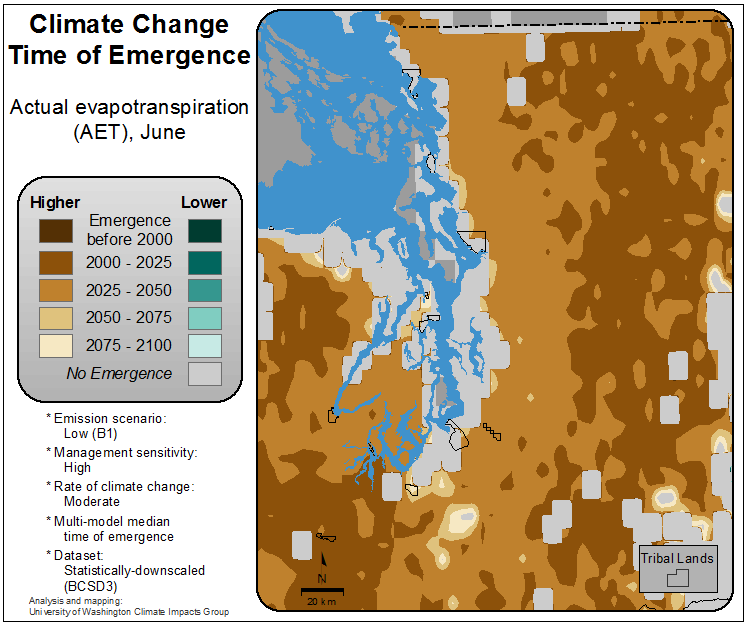 Climate Change
Time of Emergence
Actual evapotranspiration
(AET), June
Higher Lower
Emergence
before 2000
2000 - 2025
2025 - 2050
2050 - 2075
2075 - 2100
No Emergence
* Emission scenario:
Low (B1)
* Management sensitivity:
High
* Rate of climate change:
Moderate
* Multi-model median
time of emergence
* Dataset:
Statistically-downscaled
(BCSD3)
Analysis and mapping:
University of Washington Climate Impacts Group
N
20 km
Tribal Lands